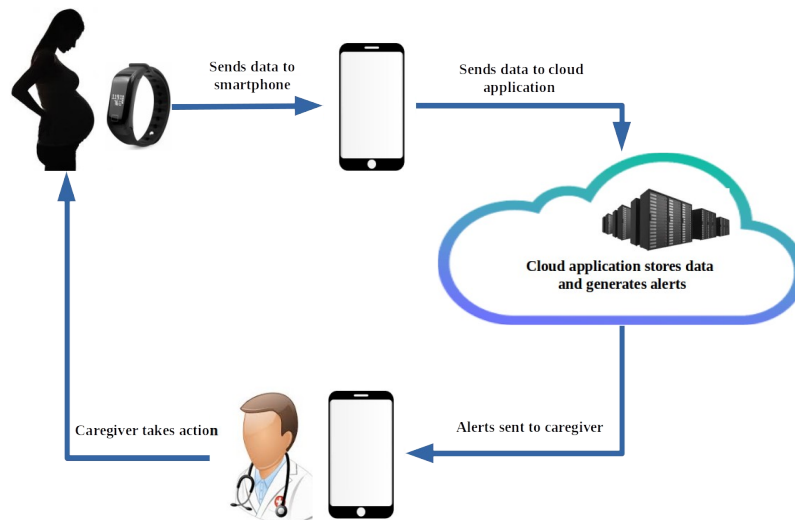 Sends data to
smartphone
Sends data to cloud
application
Cloud application stores data
and generates alerts
Caregiver takes action
Alerts sent to caregiver